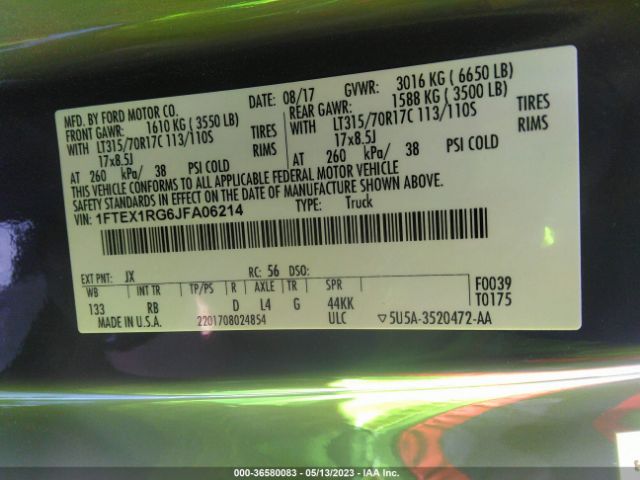 MFD. BY FORD MOTOR CO. DATE: 08/17 GVWR: 3016 KG ( 6650 LB)
FRONT GAWR: 1610 KG ( 3550 LB) REAR GAWR: 1588 KG ( 3500 LB)
WITH LT315/70R17C 113/110S TIRES WITH LT315/70R17C 113/110S TIRES
17x8.5J RIMS 17x8.5J RIMS
AT 260 kPa/ 38 PSI COLD AT 260 kPa/ 38 PSI COLD
THIS VEHICLE CONFORMS TO ALL APPLICABLE FEDERAL MOTOR VEHICLE
SAFETY STANDARDS IN EFFECT ON THE DATE OF MANUFACTURE SHOWN ABOVE.
VIN: 1FTEX1RG6JFA06214 TYPE: Truck
EXT PNT: JX RC: 56 DSO:
WB INT TR TP/PS R AXLE TR SPR F0039
133 RB D L4 G 44KK T0175
MADE IN U.S.A. 2201708024854 ULC ▽5U5A-3520472-AA
000-36580083 - 05/13/2023 - IAA Inc.